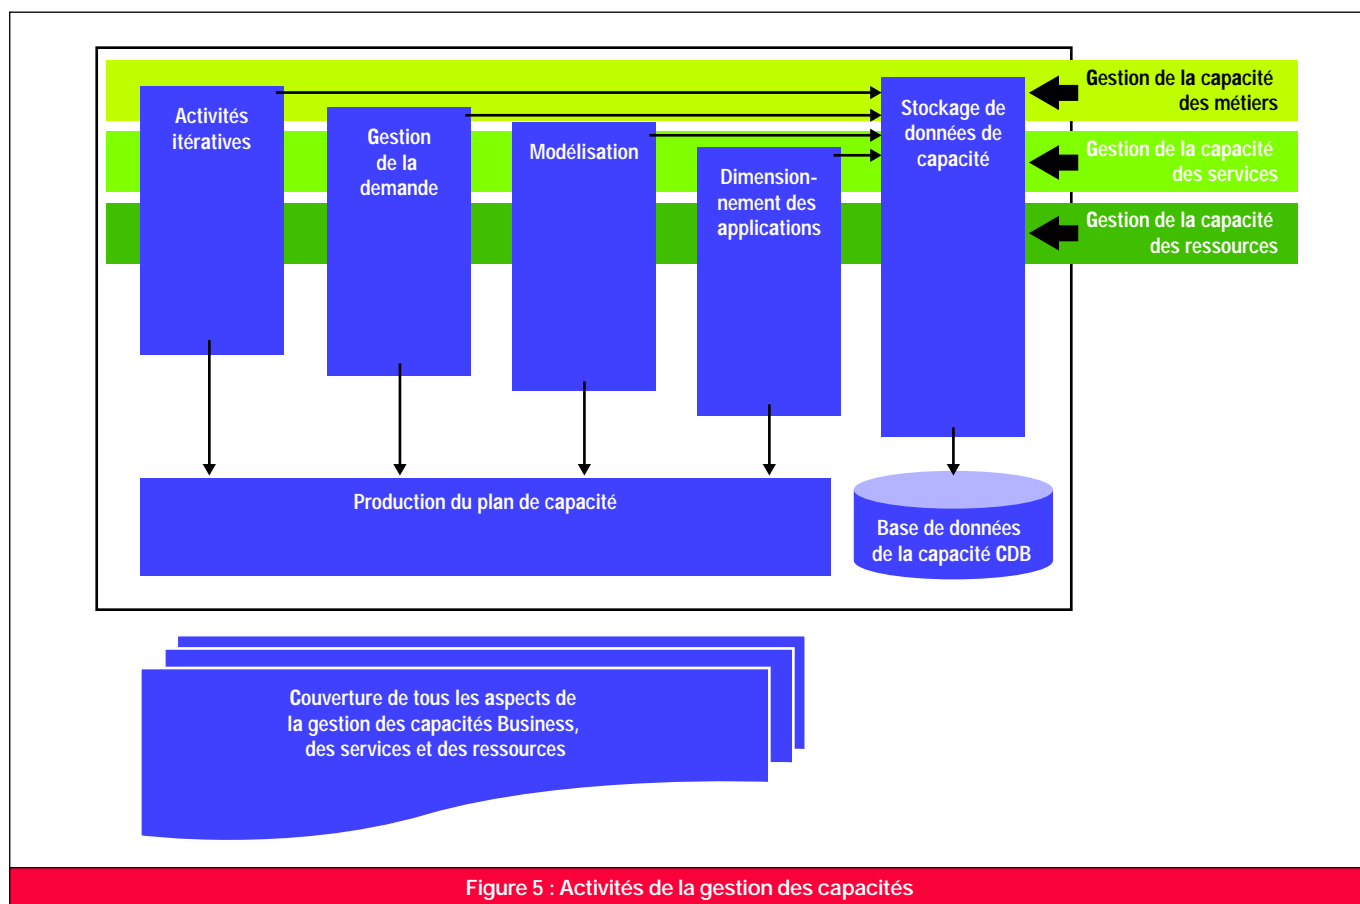 Activités
itératives
Gestion
de la
demande
Modélisation
Dimension-
nement des
applications
Stockage de
données de
capacité
Gestion de la capacité
des métiers
Gestion de la capacité
des services
Gestion de la capacité
des ressources
Production du plan de capacité
Base de données
de la capacité CDB
Couverture de tous les aspects de
la gestion des capacités Business,
des services et des ressources
Figure 5 : Activités de la gestion des capacités